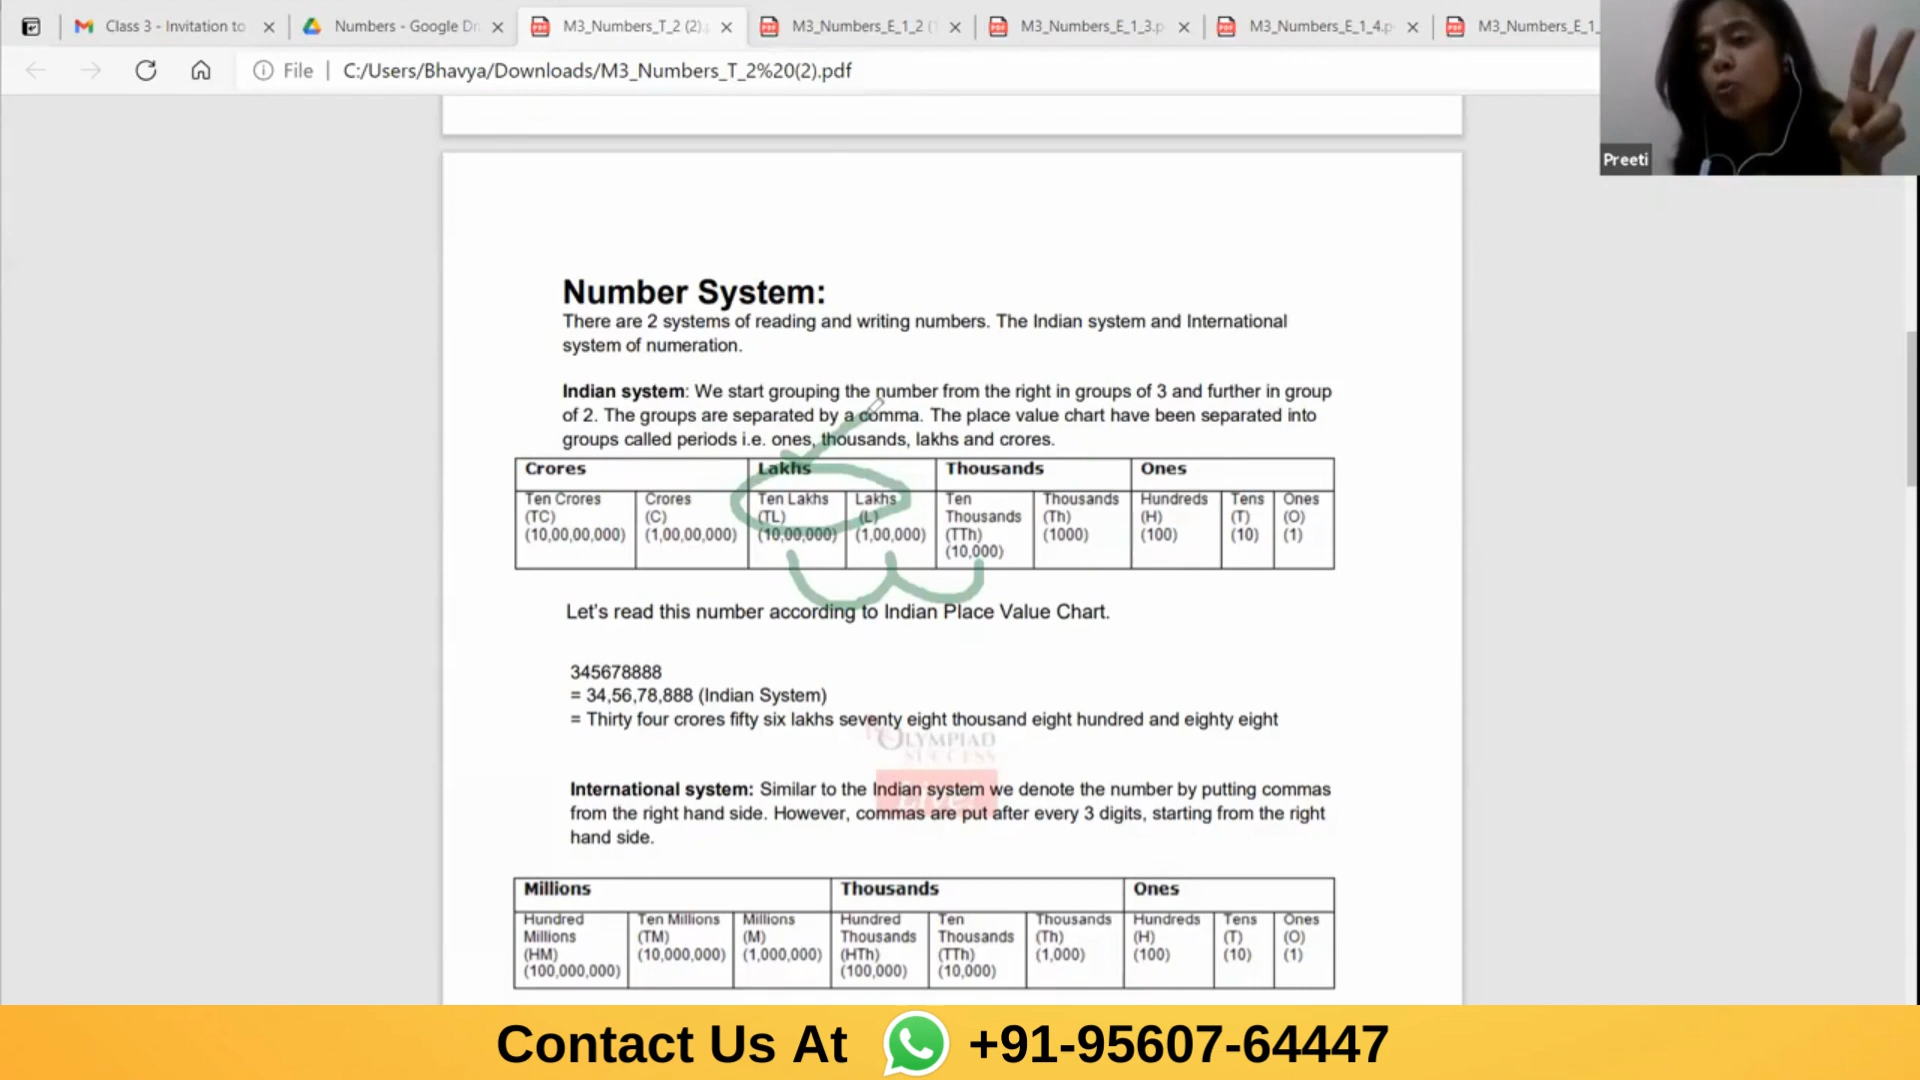 Class 3 - Invitation to
Numbers - Google Dr
M3_Numbers_T_2 (2).
M3_Numbers_E_1_2 (
M3_Numbers_E_1_3.p
M3_Numbers_E_1_4.p
M3_Numbers_E_1_
File
C:/Users/Bhavya/Downloads/M3_Numbers_T_2%20(2).pdf
Preeti
Number System:
There are 2 systems of reading and writing numbers. The Indian system and International
system of numeration.
Indian system: We start grouping the number from the right in groups of 3 and further in group
of 2. The groups are separated by a comma. The place value chart have been separated into
groups called periods i.e. ones, thousands, lakhs and crores.
Crores Lakhs Thousands Ones
Ten Crores Crores Ten Lakhs Lakhs Ten Thousands Hundreds Tens Ones
(TC) (C) (TL) (L) Thousands (Th) (H) (T) (O)
(10,00,00,000) (1,00,00,000) (10,00,000) (1,00,000) (TTh) (1000) (100) (10) (1)
(10,000)
Let's read this number according to Indian Place Value Chart.
345678888
= 34,56,78,888 (Indian System)
= Thirty four crores fifty six lakhs seventy eight thousand eight hundred and eighty eight
OLYMPIAD
SUCCESS
Live!
International system: Similar to the Indian system we denote the number by putting commas
from the right hand side. However, commas are put after every 3 digits, starting from the right
hand side.
Millions Thousands Ones
Hundred Ten Millions Millions Hundred Ten Thousands Hundreds Tens Ones
Millions (TM) (M) Thousands Thousands (Th) (H) (T) (O)
(HM) (10,000,000) (1,000,000) (HTh) (TTh) (1,000) (100) (10) (1)
(100,000,000) (100,000) (10,000)
Contact Us At +91-95607-64447